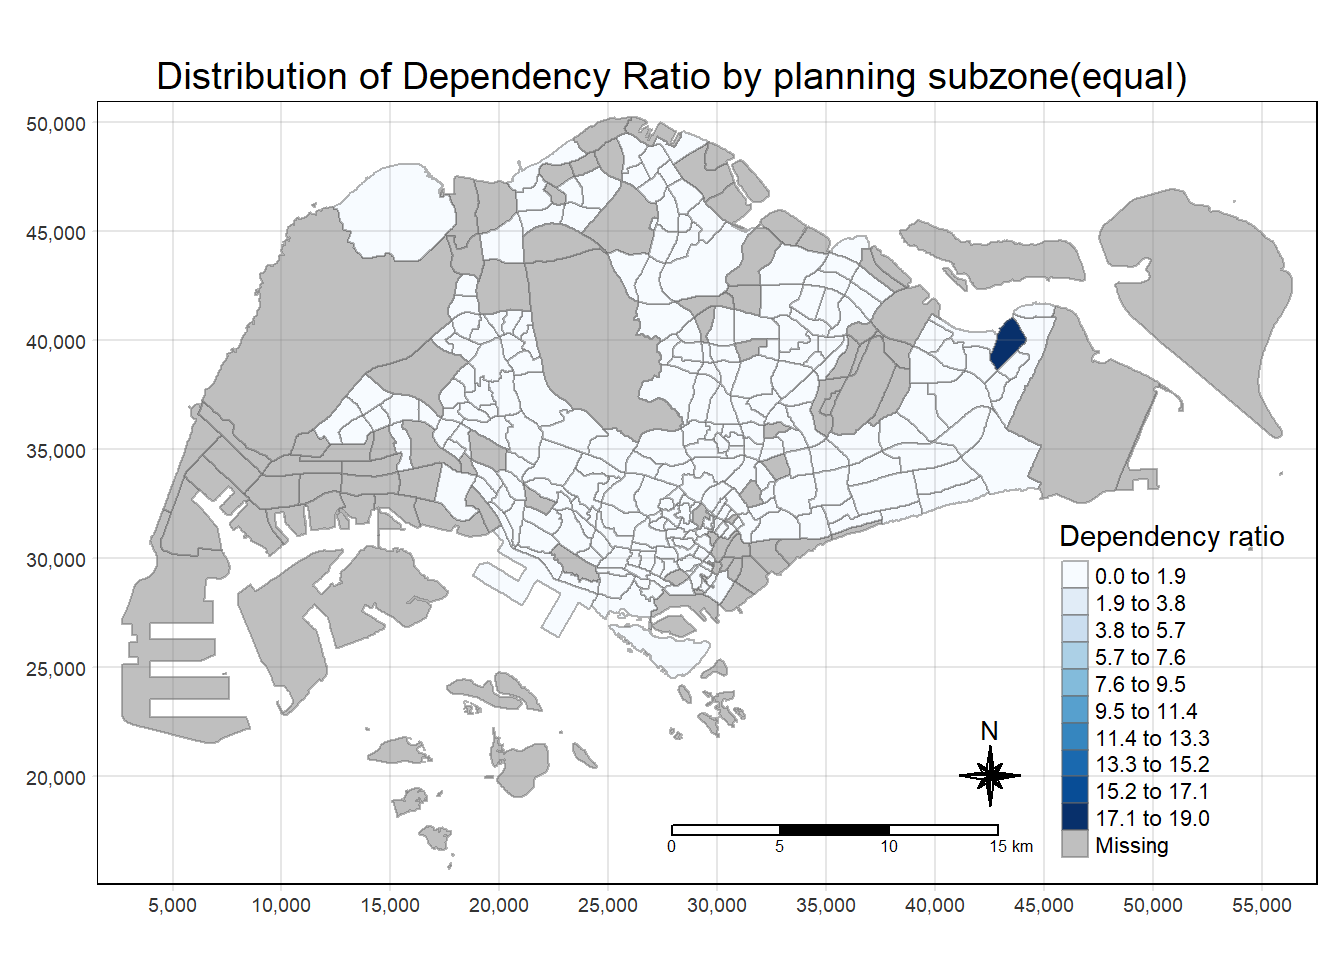 Distribution of Dependency Ratio by planning subzone(equal)
50,000
45,000
40,000
35,000
30,000
25,000
20,000
Dependency ratio
0.0 to 1.9
1.9 to 3.8
3.8 to 5.7
5.7 to 7.6
7.6 to 9.5
9.5 to 11.4
11.4 to 13.3
13.3 to 15.2
15.2 to 17.1
17.1 to 19.0
Missing
N
0 5 10 15 km
5,000 10,000 15,000 20,000 25,000 30,000 35,000 40,000 45,000 50,000 55,000